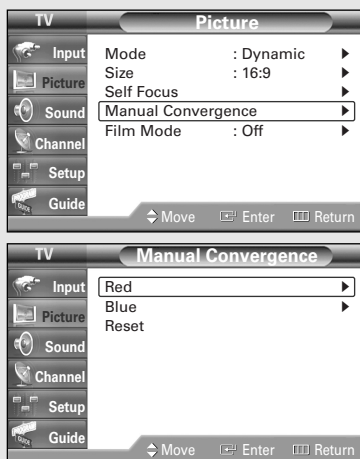 TV Picture
Input
Picture
Sound
Channel
Setup
Guide
Mode : Dynamic
Size : 16:9
Self Focus
Manual Convergence
Film Mode : Off
Move Enter Return
TV Manual Convergence
Input
Picture
Sound
Channel
Setup
Guide
Red
Blue
Reset
Move Enter Return